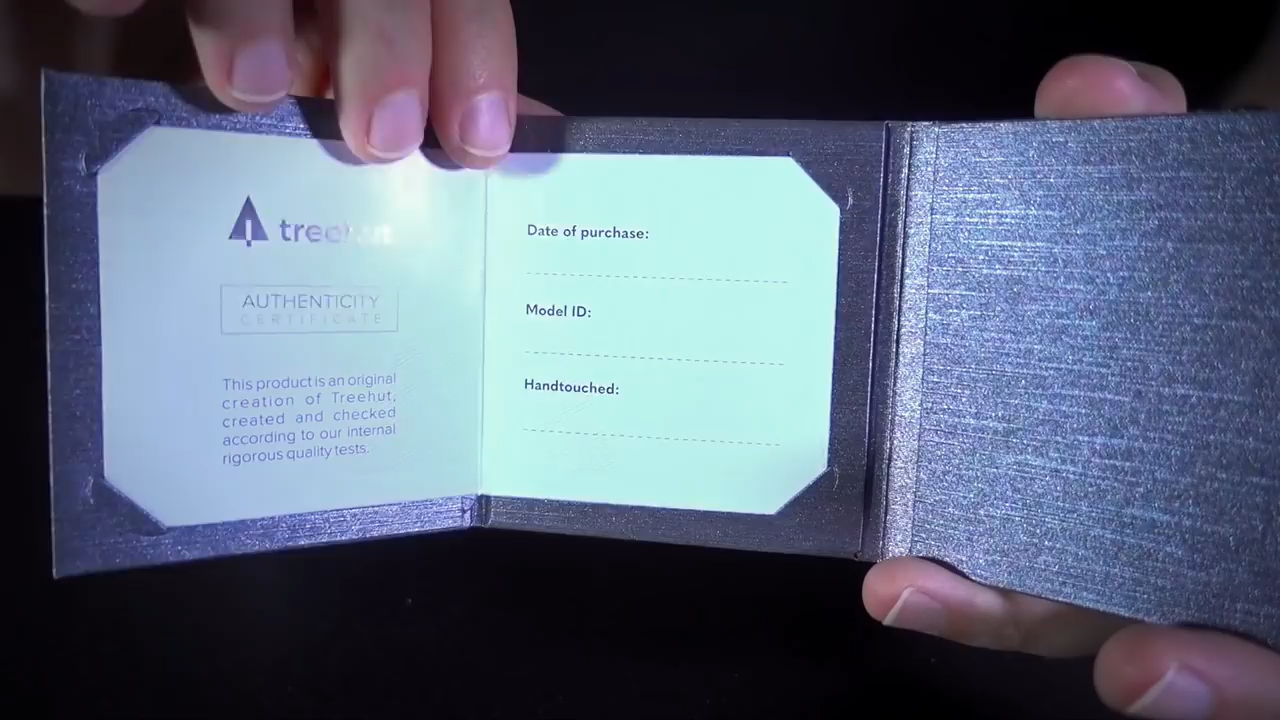 treehut
AUTHENTICITY
CERTIFICATE
This product is an original
creation of Treehut,
created and checked
according to our internal
rigorous quality tests.
Date of purchase:
Model ID:
Handtouched: